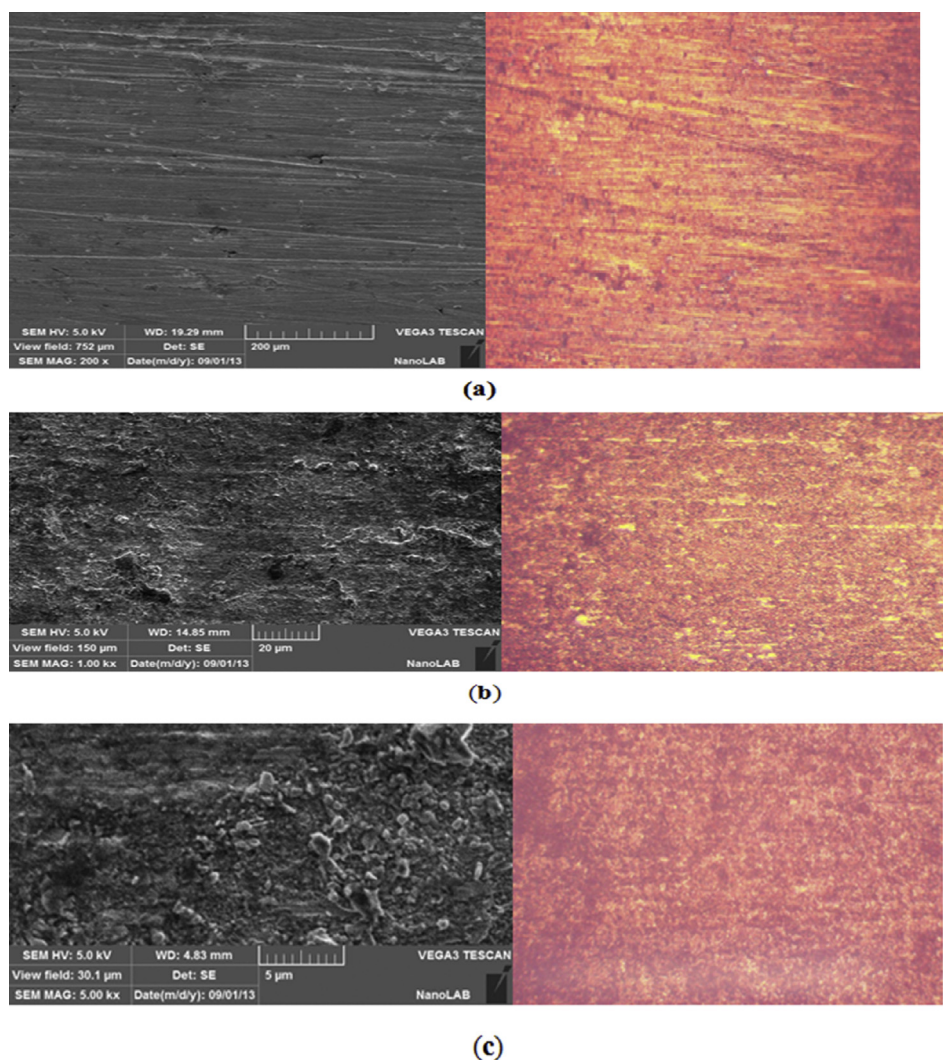 SEM HV: 5.0 kV WD: 19.29 mm VEGA3 TESCAN
View field: 752 µm Det: SE 200 µm
SEM MAG: 200 x Date(m/d/y): 09/01/13 NanoLAB
(a)
SEM HV: 5.0 kV WD: 14.85 mm VEGA3 TESCAN
View field: 150 µm Det: SE 20 µm
SEM MAG: 1.00 kx Date(m/d/y): 09/01/13 NanoLAB
(b)
SEM HV: 5.0 kV WD: 4.83 mm VEGA3 TESCAN
View field: 30.1 µm Det: SE 5 µm
SEM MAG: 5.00 kx Date(m/d/y): 09/01/13 NanoLAB
(c)